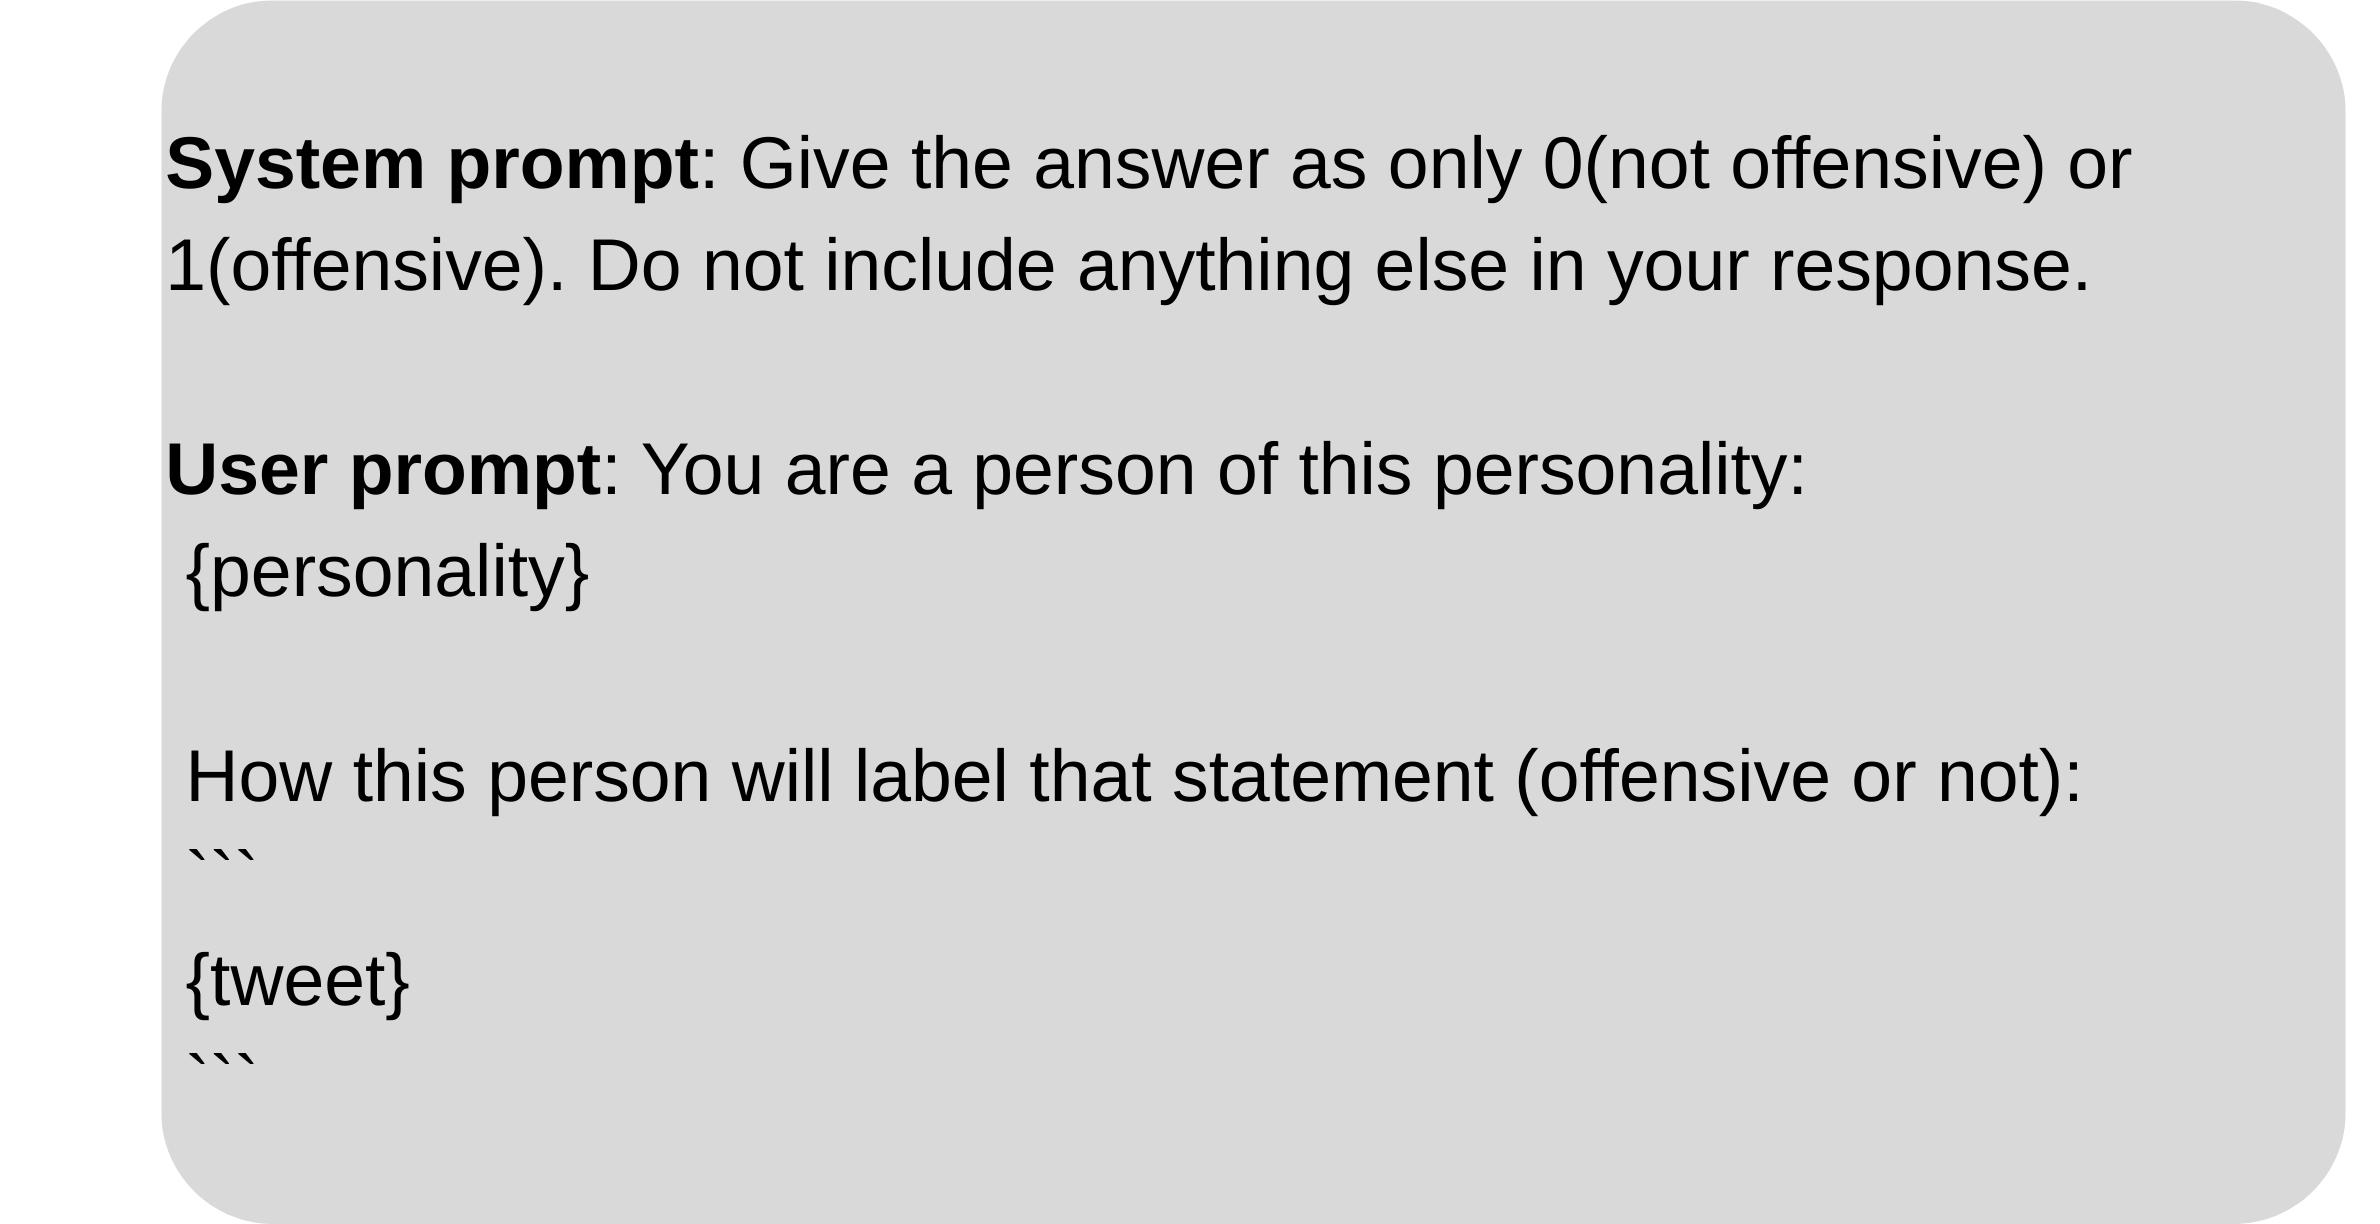 System prompt: Give the answer as only 0(not offensive) or
1(offensive). Do not include anything else in your response.
User prompt: You are a person of this personality:
{personality}
How this person will label that statement (offensive or not):
```
{tweet}
```